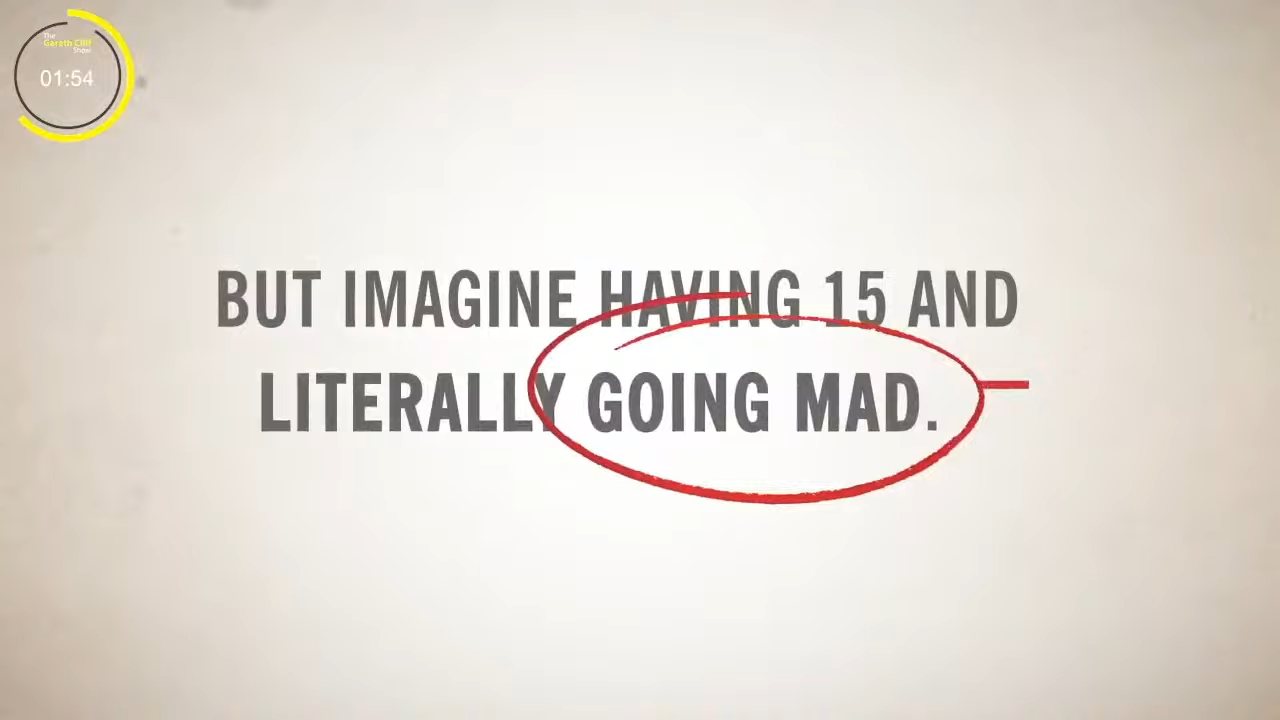 The
Gareth Cliff
Show
01:54
BUT IMAGINE HAVING 15 AND
LITERALLY GOING MAD.